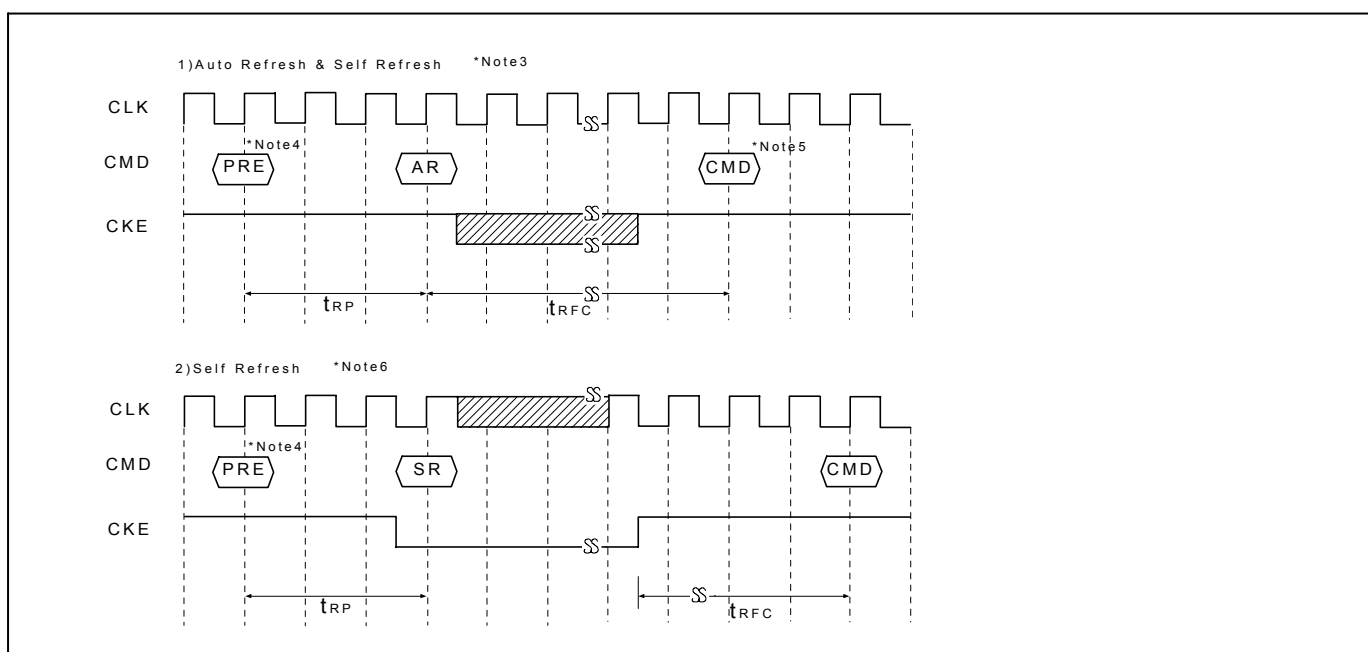 1)Auto Refresh & Self Refresh *Note3
CLK
*Note4
*Note5
CMD PRE AR CMD
CKE
tRP tRFC
2)Self Refresh *Note6
CLK
*Note4
CMD PRE SR CMD
CKE
tRP tRFC